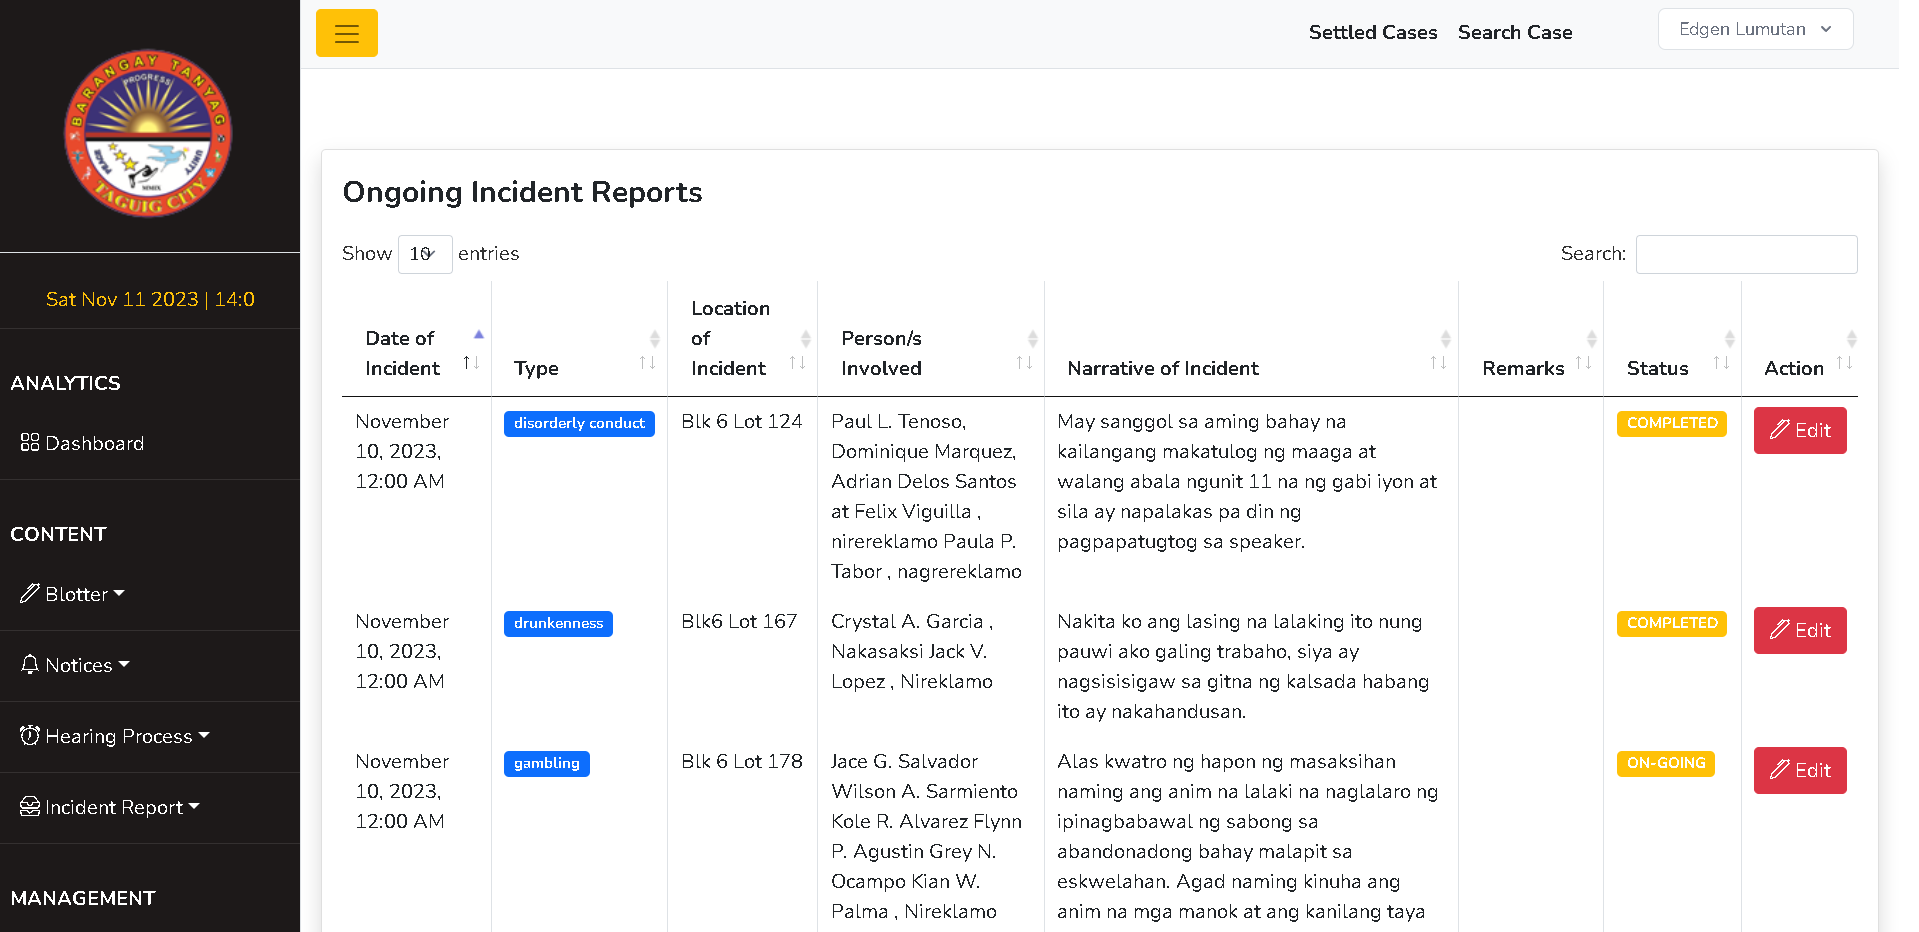 BARANGAY TANYAG
PROGRESS
PEACE
UNITY
MMIX
TAGUIG CITY
Sat Nov 11 2023 | 14:0
ANALYTICS
Dashboard
CONTENT
Blotter
Notices
Hearing Process
Incident Report
MANAGEMENT
Settled Cases Search Case Edgen Lumutan
Ongoing Incident Reports
Show 10 entries Search:
Date of
Incident
Type
Location
of
Incident
Person/s
Involved
Narrative of Incident
Remarks
Status
Action
November
10, 2023,
12:00 AM
disorderly conduct
Blk 6 Lot 124
Paul L. Tenoso,
Dominique Marquez,
Adrian Delos Santos
at Felix Viguilla ,
nirereklamo Paula P.
Tabor , nagrereklamo
May sanggol sa aming bahay na
kailangang makatulog ng maaga at
walang abala ngunit 11 na ng gabi iyon at
sila ay napalakas pa din ng
pagpapatugtog sa speaker.
COMPLETED
Edit
November
10, 2023,
12:00 AM
drunkenness
Blk6 Lot 167
Crystal A. Garcia ,
Nakasaksi Jack V.
Lopez , Nireklamo
Nakita ko ang lasing na lalaking ito nung
pauwi ako galing trabaho, siya ay
nagsisisigaw sa gitna ng kalsada habang
ito ay nakahandusan.
COMPLETED
Edit
November
10, 2023,
12:00 AM
gambling
Blk 6 Lot 178
Jace G. Salvador
Wilson A. Sarmiento
Kole R. Alvarez Flynn
P. Agustin Grey N.
Ocampo Kian W.
Palma , Nireklamo
Alas kwatro ng hapon ng masaksihan
naming ang anim na lalaki na naglalaro ng
ipinagbabawal ng sabong sa
abandonadong bahay malapit sa
eskwelahan. Agad naming kinuha ang
anim na mga manok at ang kanilang taya
ON-GOING
Edit